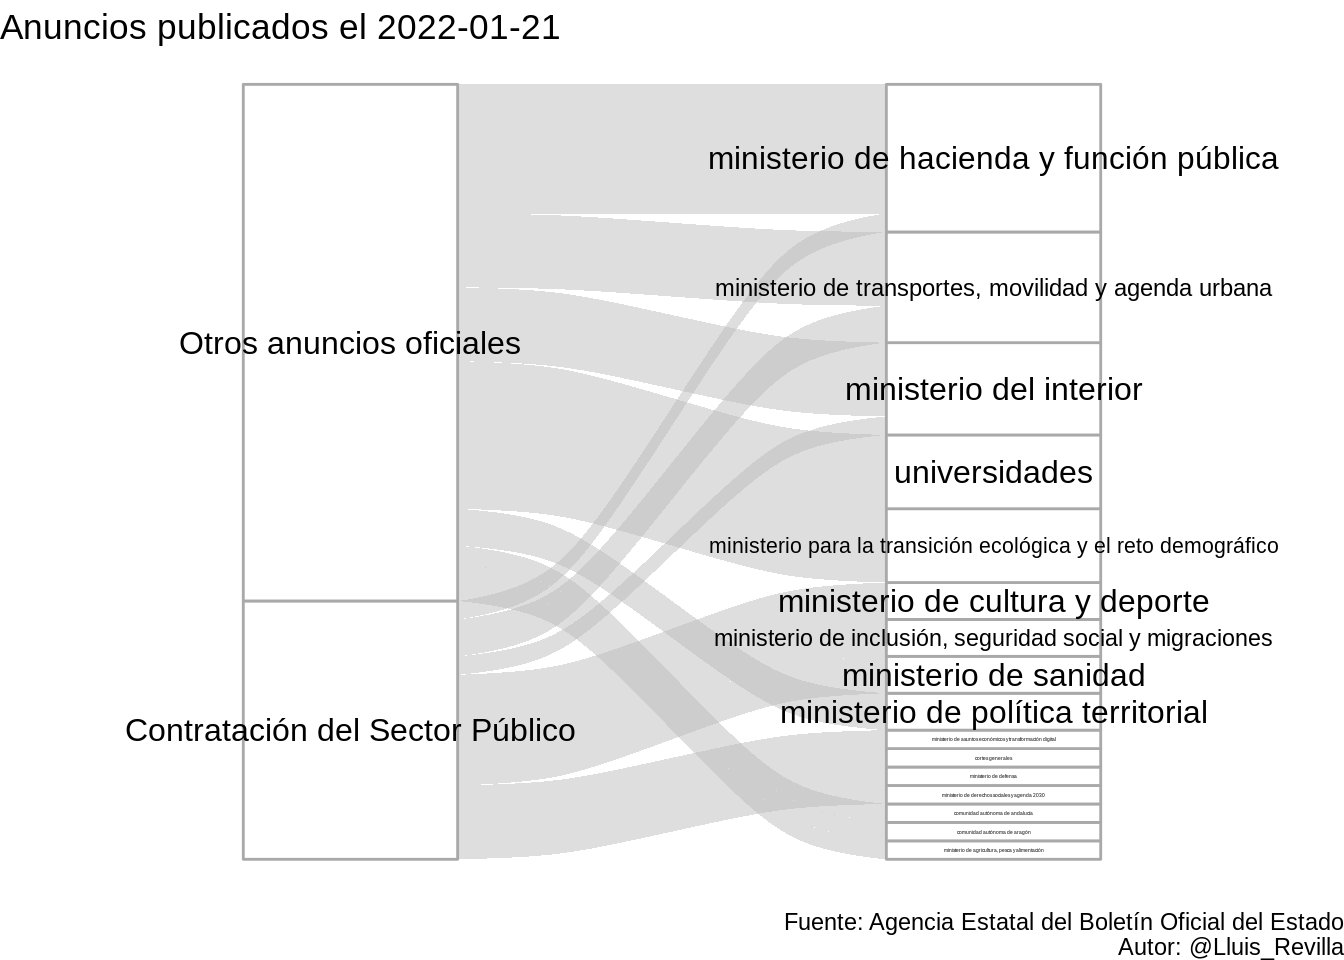 Anuncios publicados el 2022-01-21
ministerio de hacienda y función pública
ministerio de transportes, movilidad y agenda urbana
Otros anuncios oficiales
ministerio del interior
universidades
ministerio para la transición ecológica y el reto demográfico
ministerio de cultura y deporte
ministerio de inclusión, seguridad social y migraciones
ministerio de sanidad
ministerio de política territorial
Contratación del Sector Público
ministerio de asuntos económicos y transformación digital
cortes generales
ministerio de defensa
ministerio de derechos sociales y agenda 2030
comunidad autónoma de andalucía
comunidad autónoma de aragón
ministerio de agricultura, pesca y alimentación
Fuente: Agencia Estatal del Boletín Oficial del Estado
Autor: @Lluis_Revilla